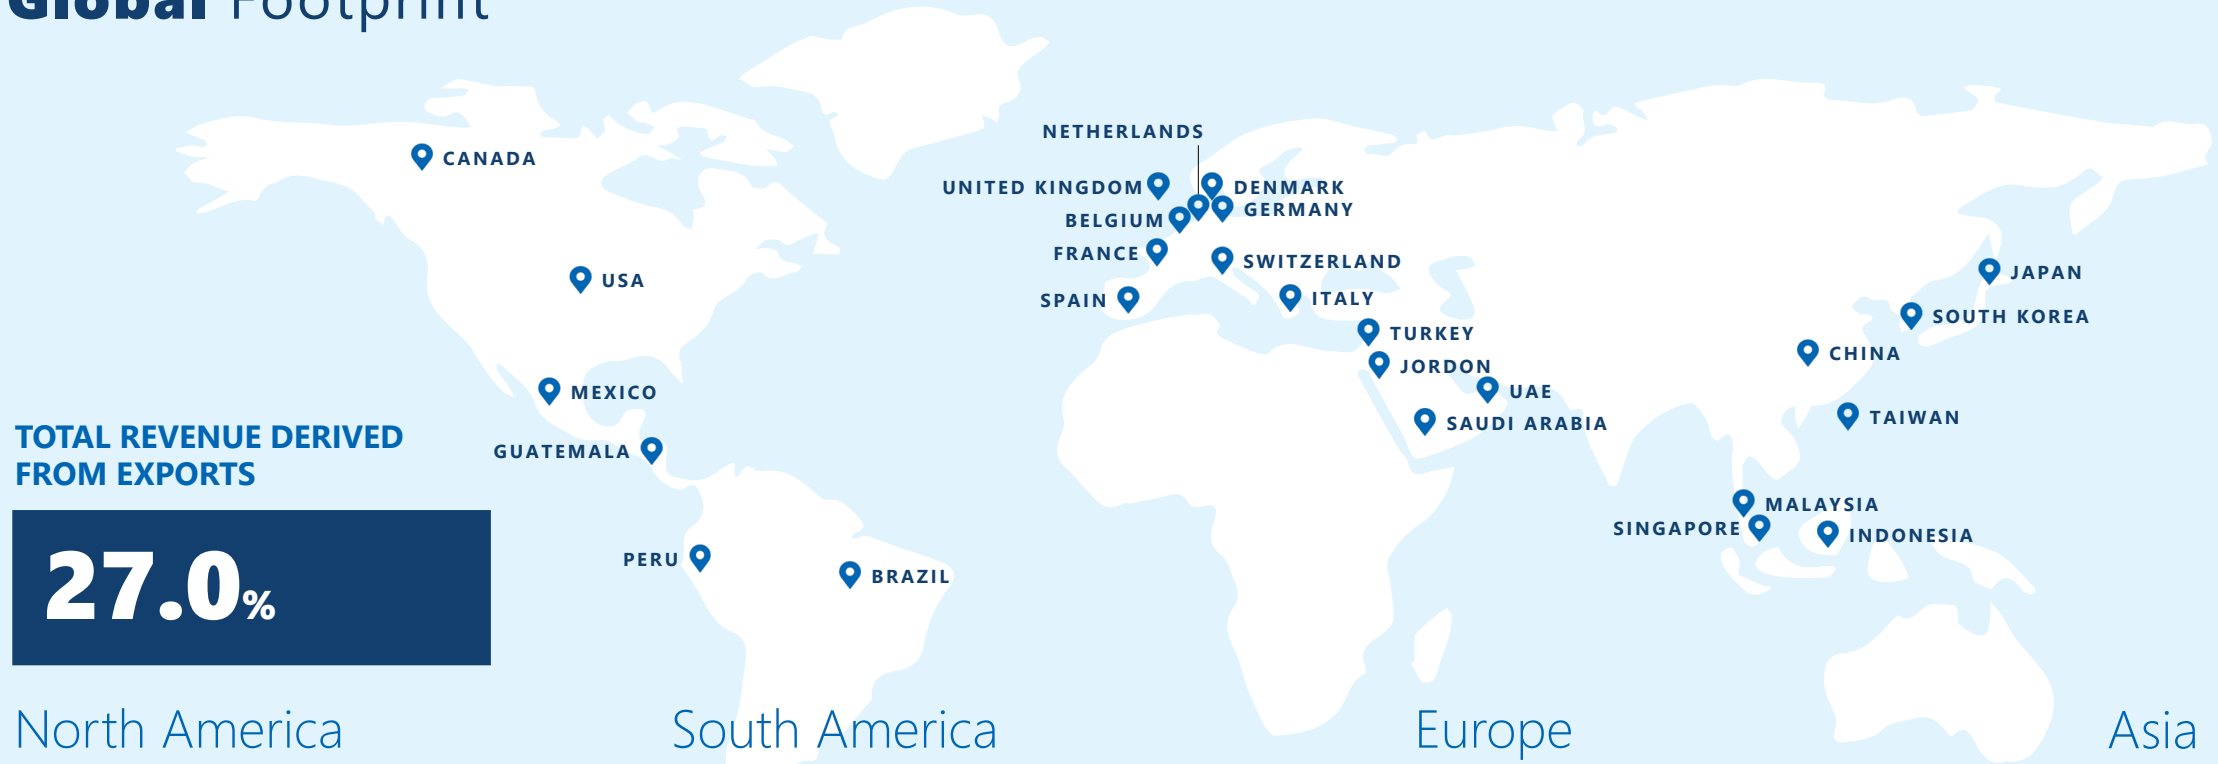 Global Footprint
NETHERLANDS
CANADA
UNITED KINGDOM
DENMARK
GERMANY
BELGIUM
FRANCE
SWITZERLAND
USA
JAPAN
SPAIN
ITALY
SOUTH KOREA
TURKEY
CHINA
JORDON
MEXICO
UAE
TAIWAN
SAUDI ARABIA
TOTAL REVENUE DERIVED
FROM EXPORTS
GUATEMALA
MALAYSIA
SINGAPORE
INDONESIA
PERU
BRAZIL
27.0%
North America
South America
Europe
Asia